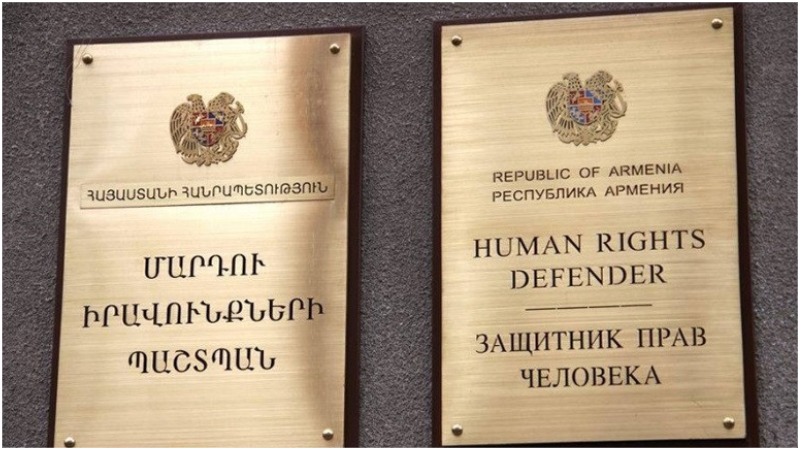 ՀԱՅԱՍՏԱՆԻ ՀԱՆՐԱՊԵՏՈՒԹՅՈՒՆ
ՄԱՐԴՈՒ
ԻՐԱՎՈՒՆՔՆԵՐԻ
ՊԱՇՏՊԱՆ
REPUBLIC OF ARMENIA
РЕСПУБЛИКА АРМЕНИЯ
HUMAN RIGHTS
DEFENDER
ЗАЩИТНИК ПРАВ
ЧЕЛОВЕКА